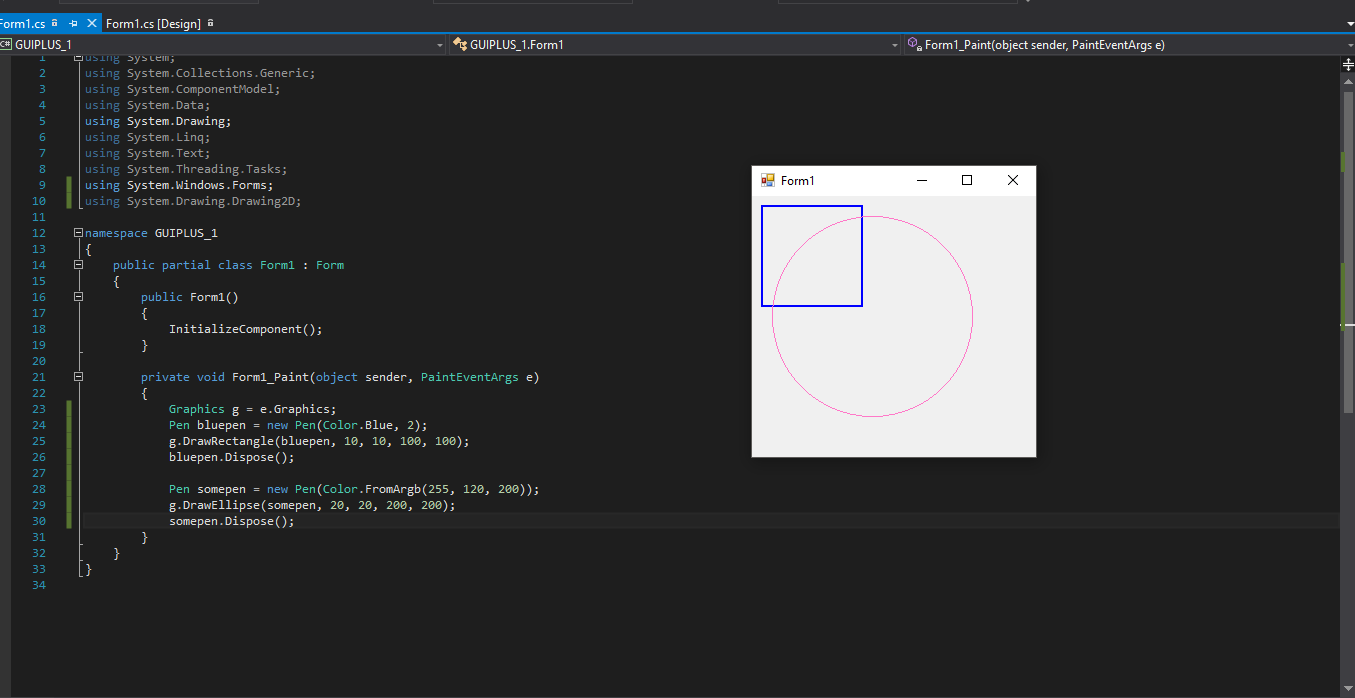 Form1.cs Form1.cs [Design]
C# GUIPLUS_1 GUIPLUS_1.Form1 Form1_Paint(object sender, PaintEventArgs e)
1 using System;
2 using System.Collections.Generic;
3 using System.ComponentModel;
4 using System.Data;
5 using System.Drawing;
6 using System.Linq;
7 using System.Text;
8 using System.Threading.Tasks;
9 using System.Windows.Forms;
10 using System.Drawing.Drawing2D;
11
12 namespace GUIPLUS_1
13 {
14 public partial class Form1 : Form
15 {
16 public Form1()
17 {
18 InitializeComponent();
19 }
20
21 private void Form1_Paint(object sender, PaintEventArgs e)
22 {
23 Graphics g = e.Graphics;
24 Pen bluepen = new Pen(Color.Blue, 2);
25 g.DrawRectangle(bluepen, 10, 10, 100, 100);
26 bluepen.Dispose();
27
28 Pen somepen = new Pen(Color.FromArgb(255, 120, 200));
29 g.DrawEllipse(somepen, 20, 20, 200, 200);
30 somepen.Dispose();
31 }
32 }
33 }
34
Form1